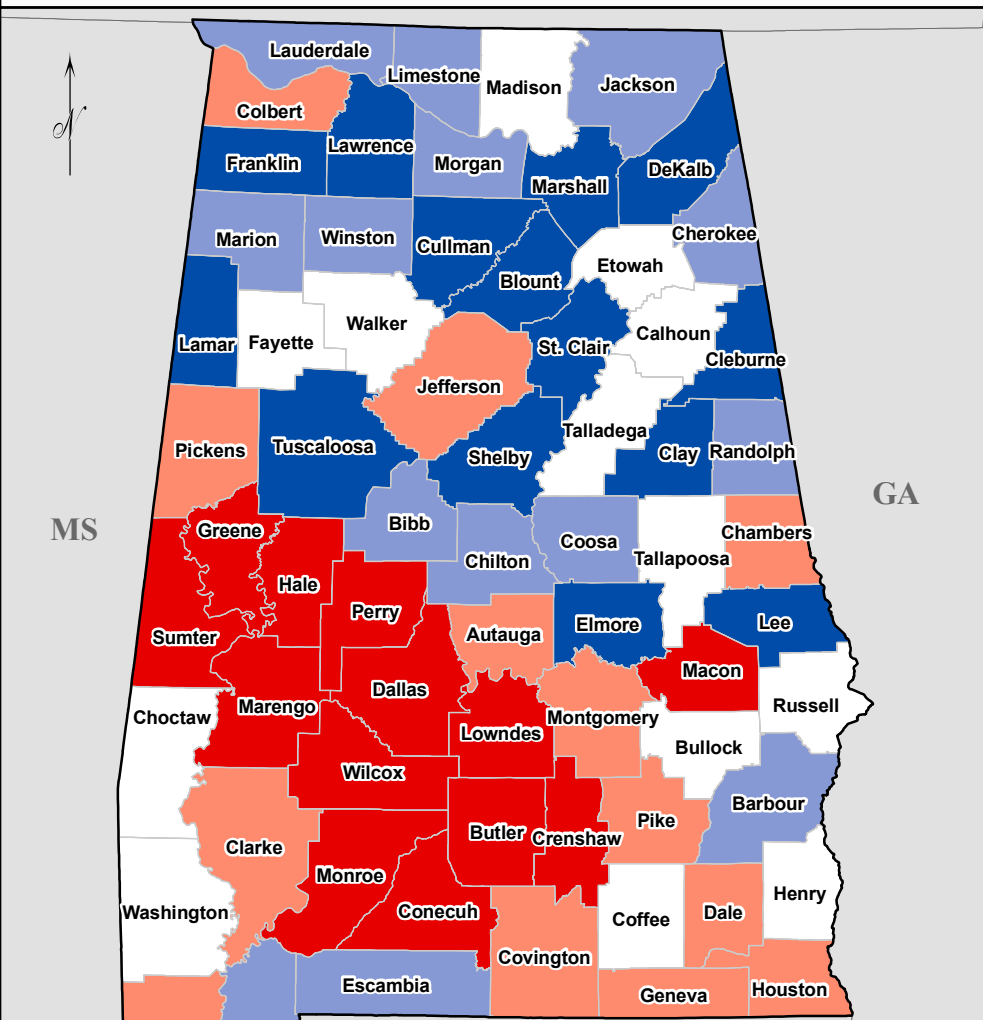 Lauderdale
Limestone
Madison
Jackson
Colbert
N
Lawrence
Franklin
Morgan
DeKalb
Marshall
Marion
Winston
Cullman
Cherokee
Etowah
Blount
Walker
Calhoun
Lamar
Fayette
St. Clair
Cleburne
Jefferson
Talladega
Pickens
Tuscaloosa
Shelby
Clay
Randolph
GA
MS
Greene
Bibb
Chambers
Coosa
Tallapoosa
Chilton
Hale
Perry
Lee
Elmore
Autauga
Sumter
Macon
Dallas
Marengo
Russell
Choctaw
Montgomery
Lowndes
Bullock
Wilcox
Barbour
Pike
Butler
Crenshaw
Clarke
Monroe
Henry
Washington
Conecuh
Coffee
Dale
Covington
Escambia
Houston
Geneva